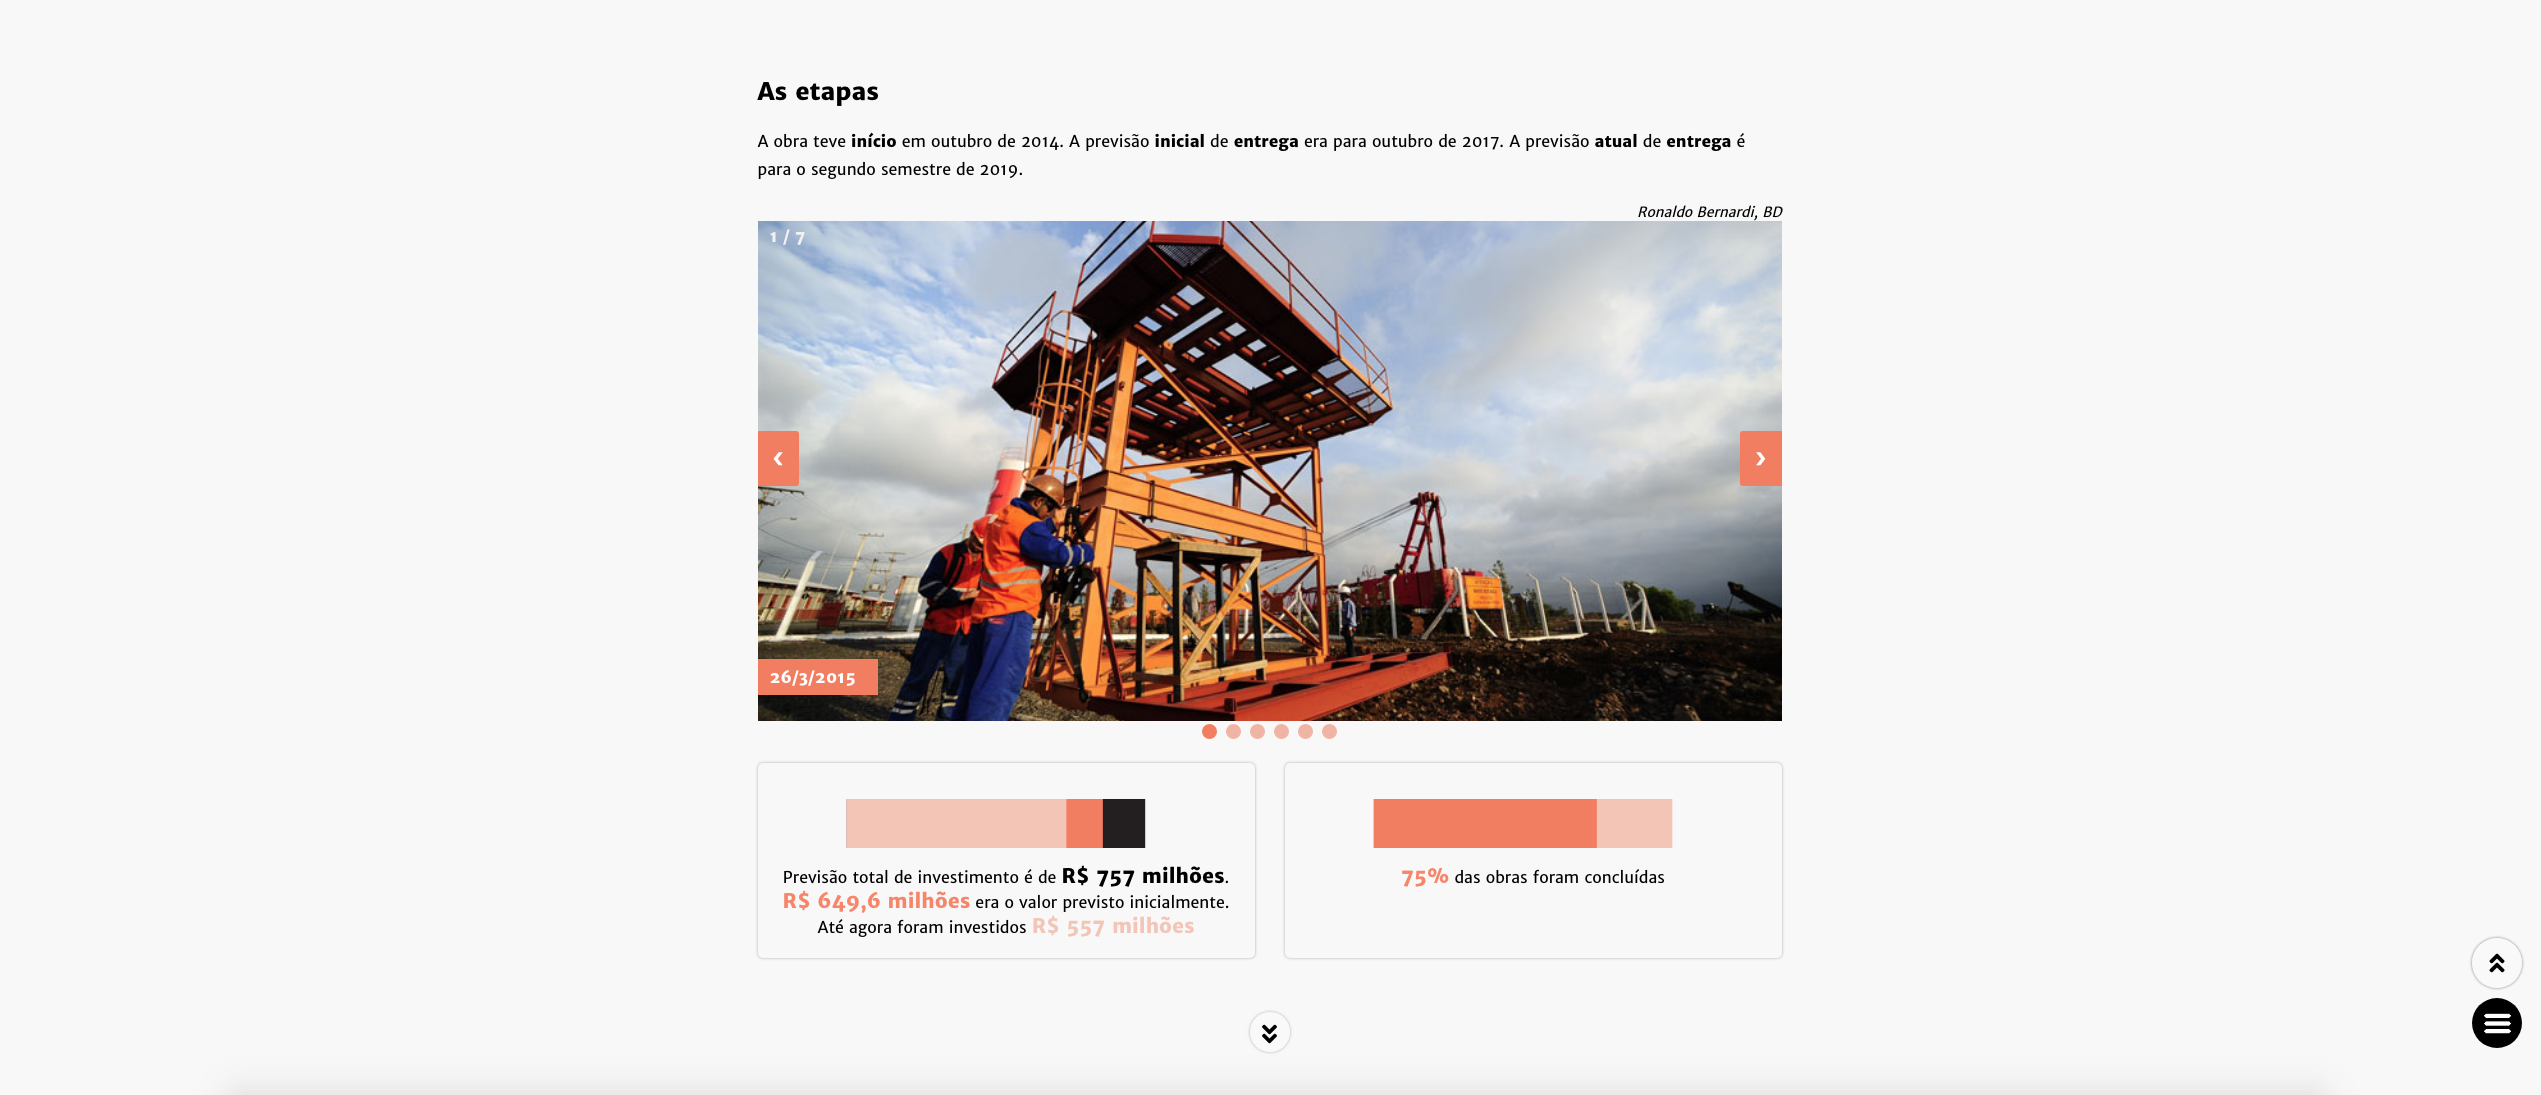 As etapas
A obra teve início em outubro de 2014. A previsão inicial de entrega era para outubro de 2017. A previsão atual de entrega é
para o segundo semestre de 2019.
Ronaldo Bernardi, BD
1 / 7
26/3/2015
Previsão total de investimento é de R$ 757 milhões.
R$ 649,6 milhões era o valor previsto inicialmente.
Até agora foram investidos R$ 557 milhões
75% das obras foram concluídas